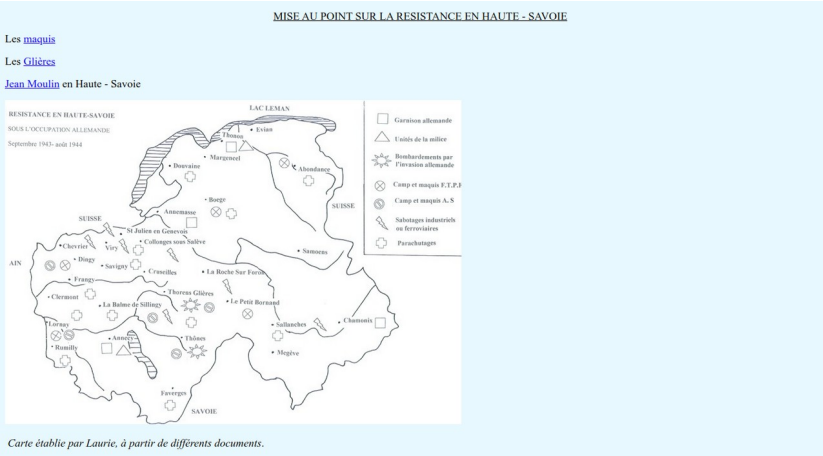 MISE AU POINT SUR LA RESISTANCE EN HAUTE - SAVOIE
Les maquis
Les Glières
Jean Moulin en Haute - Savoie
RESISTANCE EN HAUTE-SAVOIE
SOUS L'OCCUPATION ALLEMANDE
Septembre 1943- août 1944
LAC LEMAN
Evian
Thonon
Margencel
Douvaine
Abondance
Boege
SUISSE
Annemasse
SUISSE
St Julien en Genevois
Chevrier
Viry
Collonges sous Salève
Samoens
AIN
Dingy
Savigny
Cruseilles
La Roche Sur Foron
Frangy
Thorens Glières
Clermont
La Balme de Sillingy
Le Petit Bornand
Lornay
Sallanches
Chamonix
Rumilly
Annecy
Thônes
Megève
Faverges
SAVOIE
Garnison allemande
Unités de la milice
Bombardements par
l'invasion allemande
Camp et maquis F.T.P.F
Camp et maquis A. S
Sabotages industriels
ou ferroviaires
Parachutages
Carte établie par Laurie, à partir de différents documents.